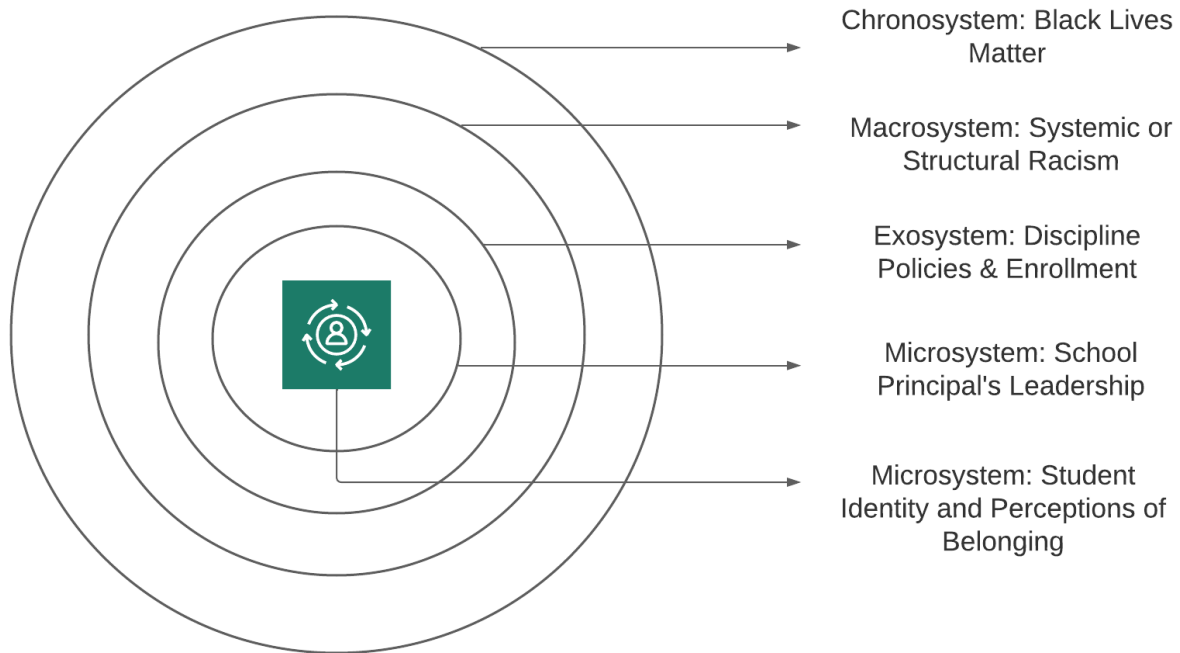 Chronosystem: Black Lives
Matter
Macrosystem: Systemic or
Structural Racism
Exosystem: Discipline
Policies & Enrollment
Microsystem: School
Principal's Leadership
Microsystem: Student
Identity and Perceptions of
Belonging